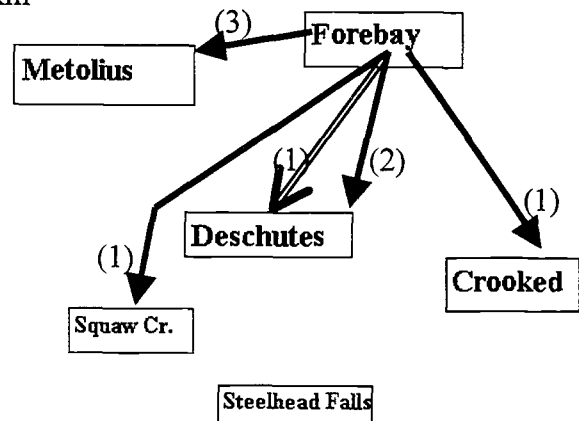 (3)
Forebay
Metolius
(1)
(2)
(1)
Deschutes
(1)
Crooked
Squaw Cr.
Steelhead Falls